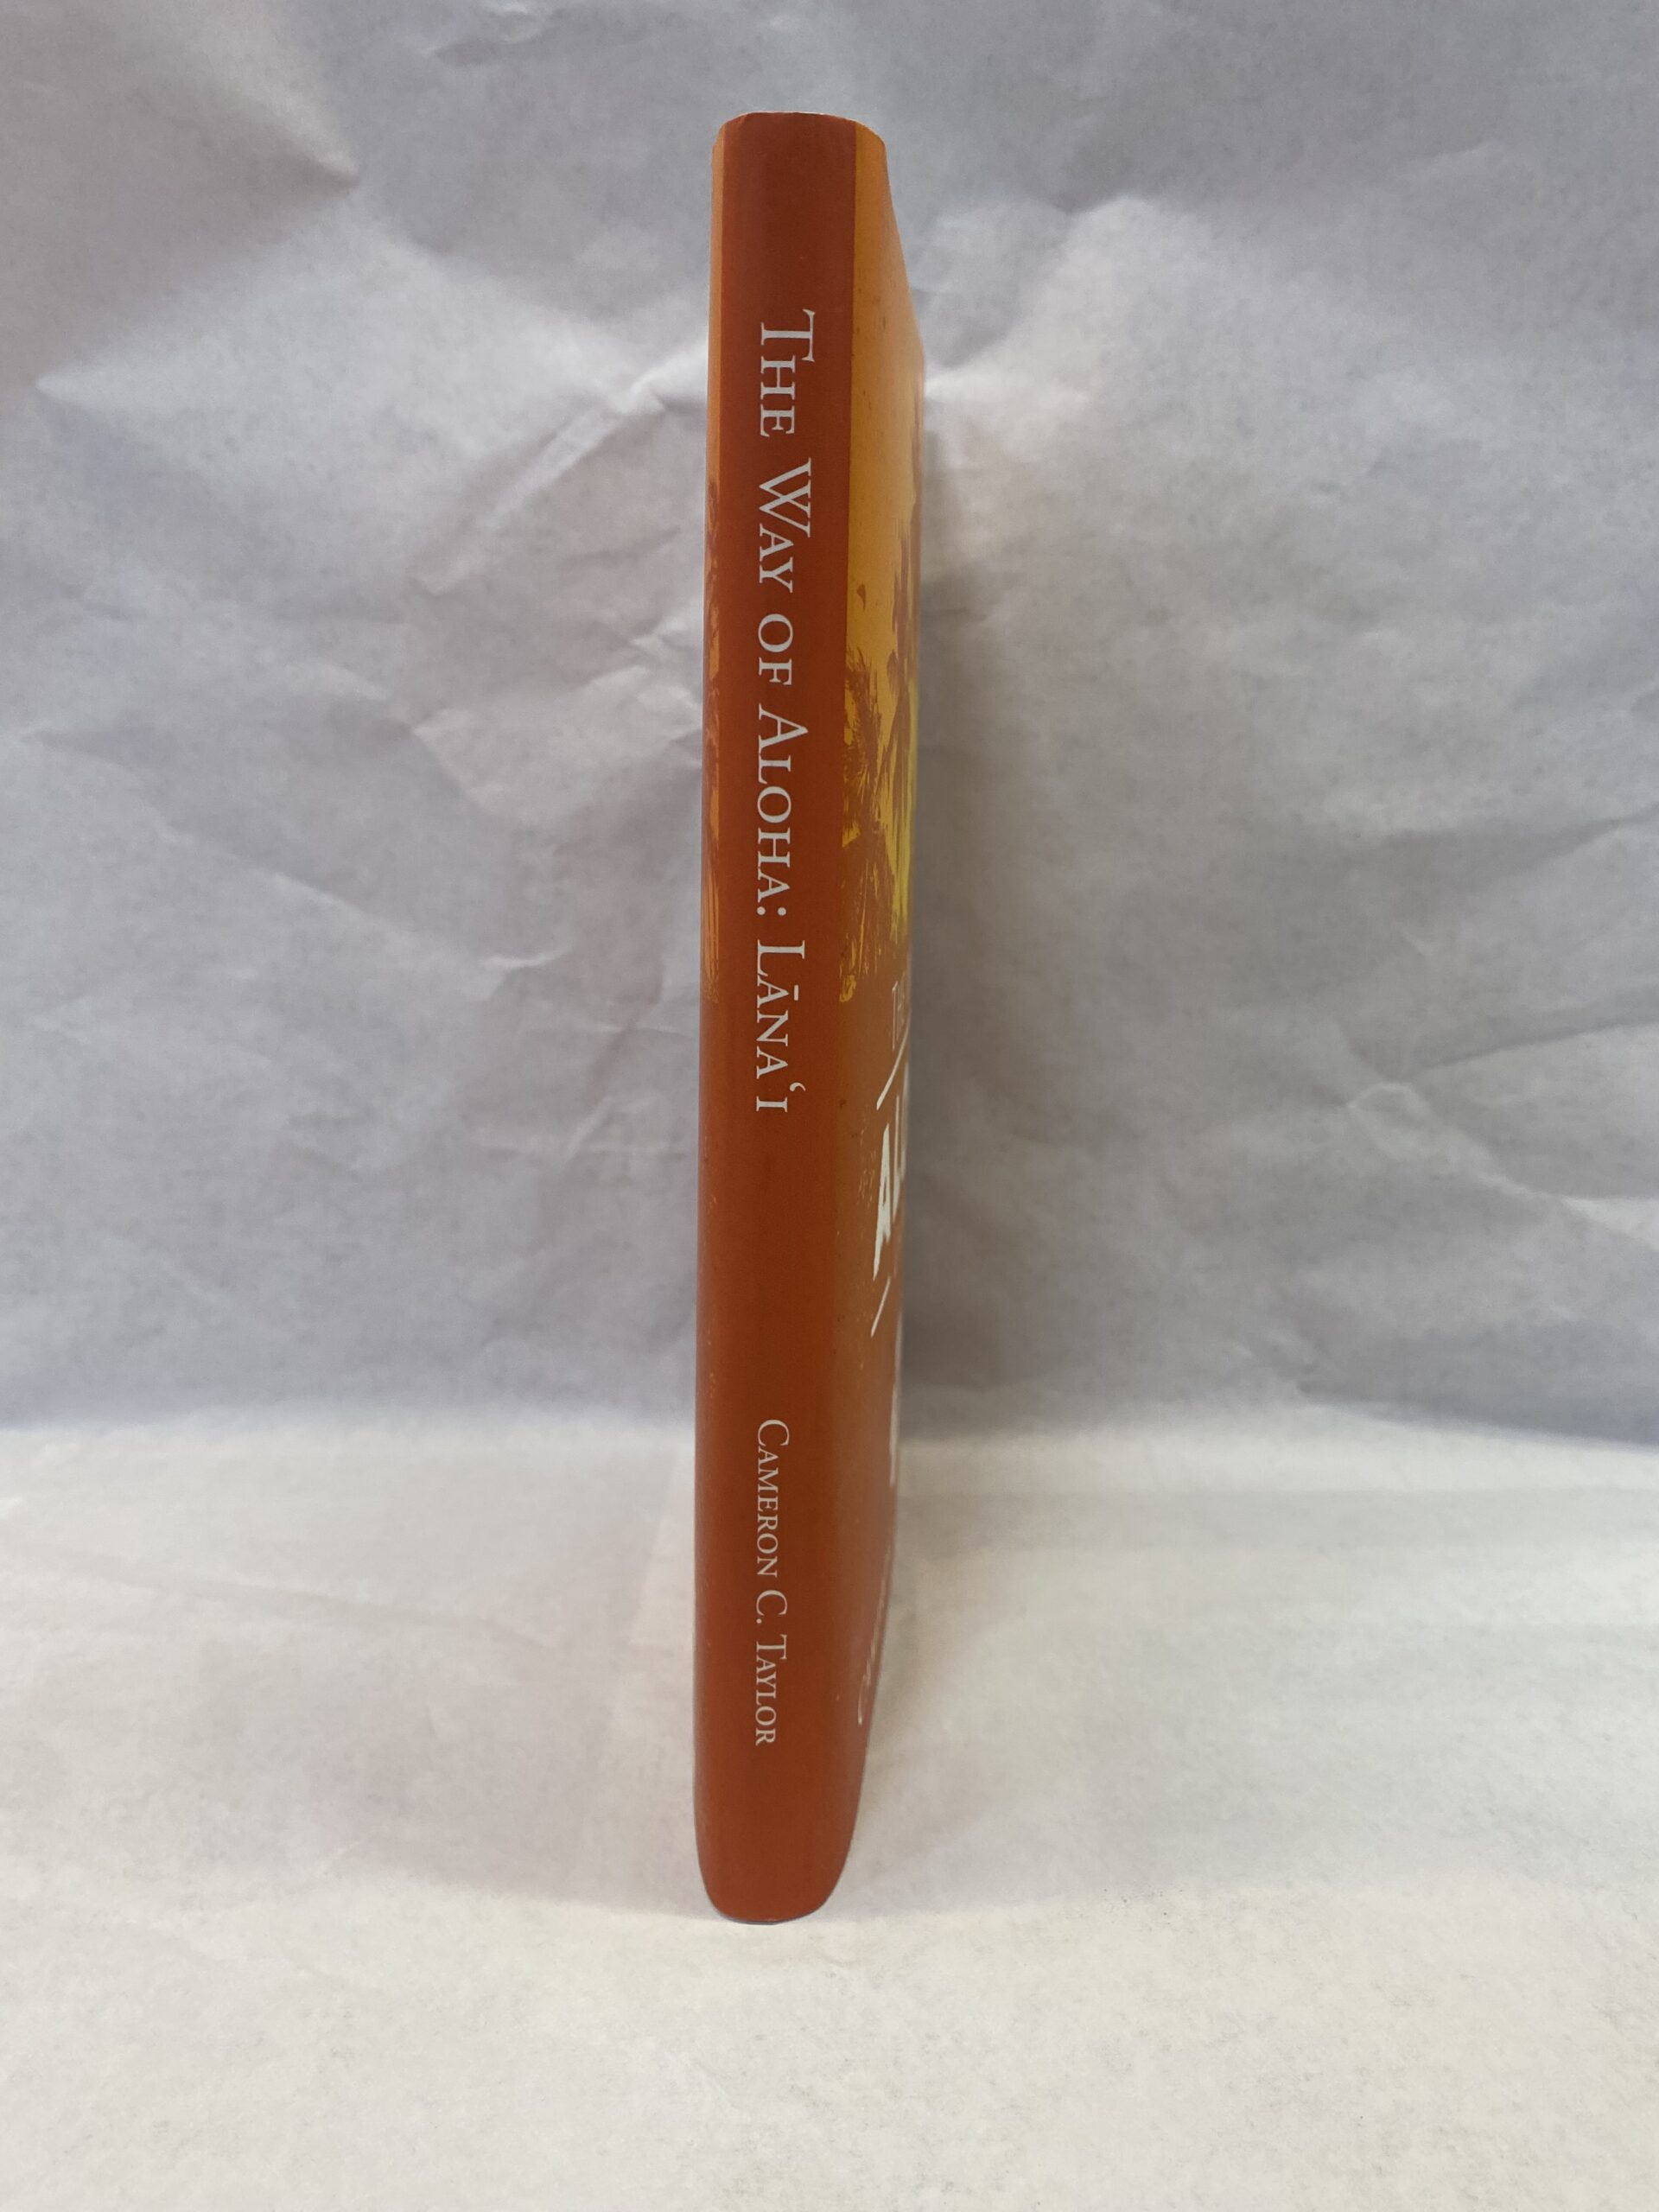 THE WAY OF ALOHA: LĀNAʻI
CAMERON C. TAYLOR